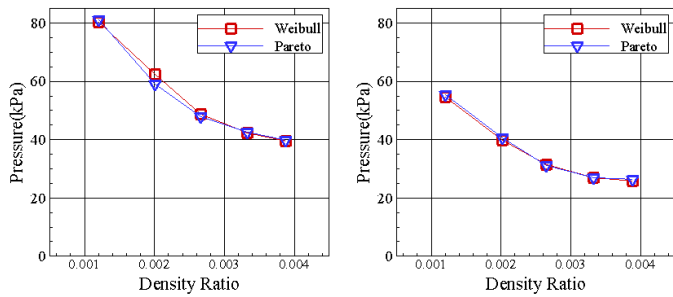 80
60
40
20
0
Pressure(kPa)
Weibull
Pareto
0.001 0.002 0.003 0.004
Density Ratio
80
60
40
20
0
Pressure(kPa)
Weibull
Pareto
0.001 0.002 0.003 0.004
Density Ratio